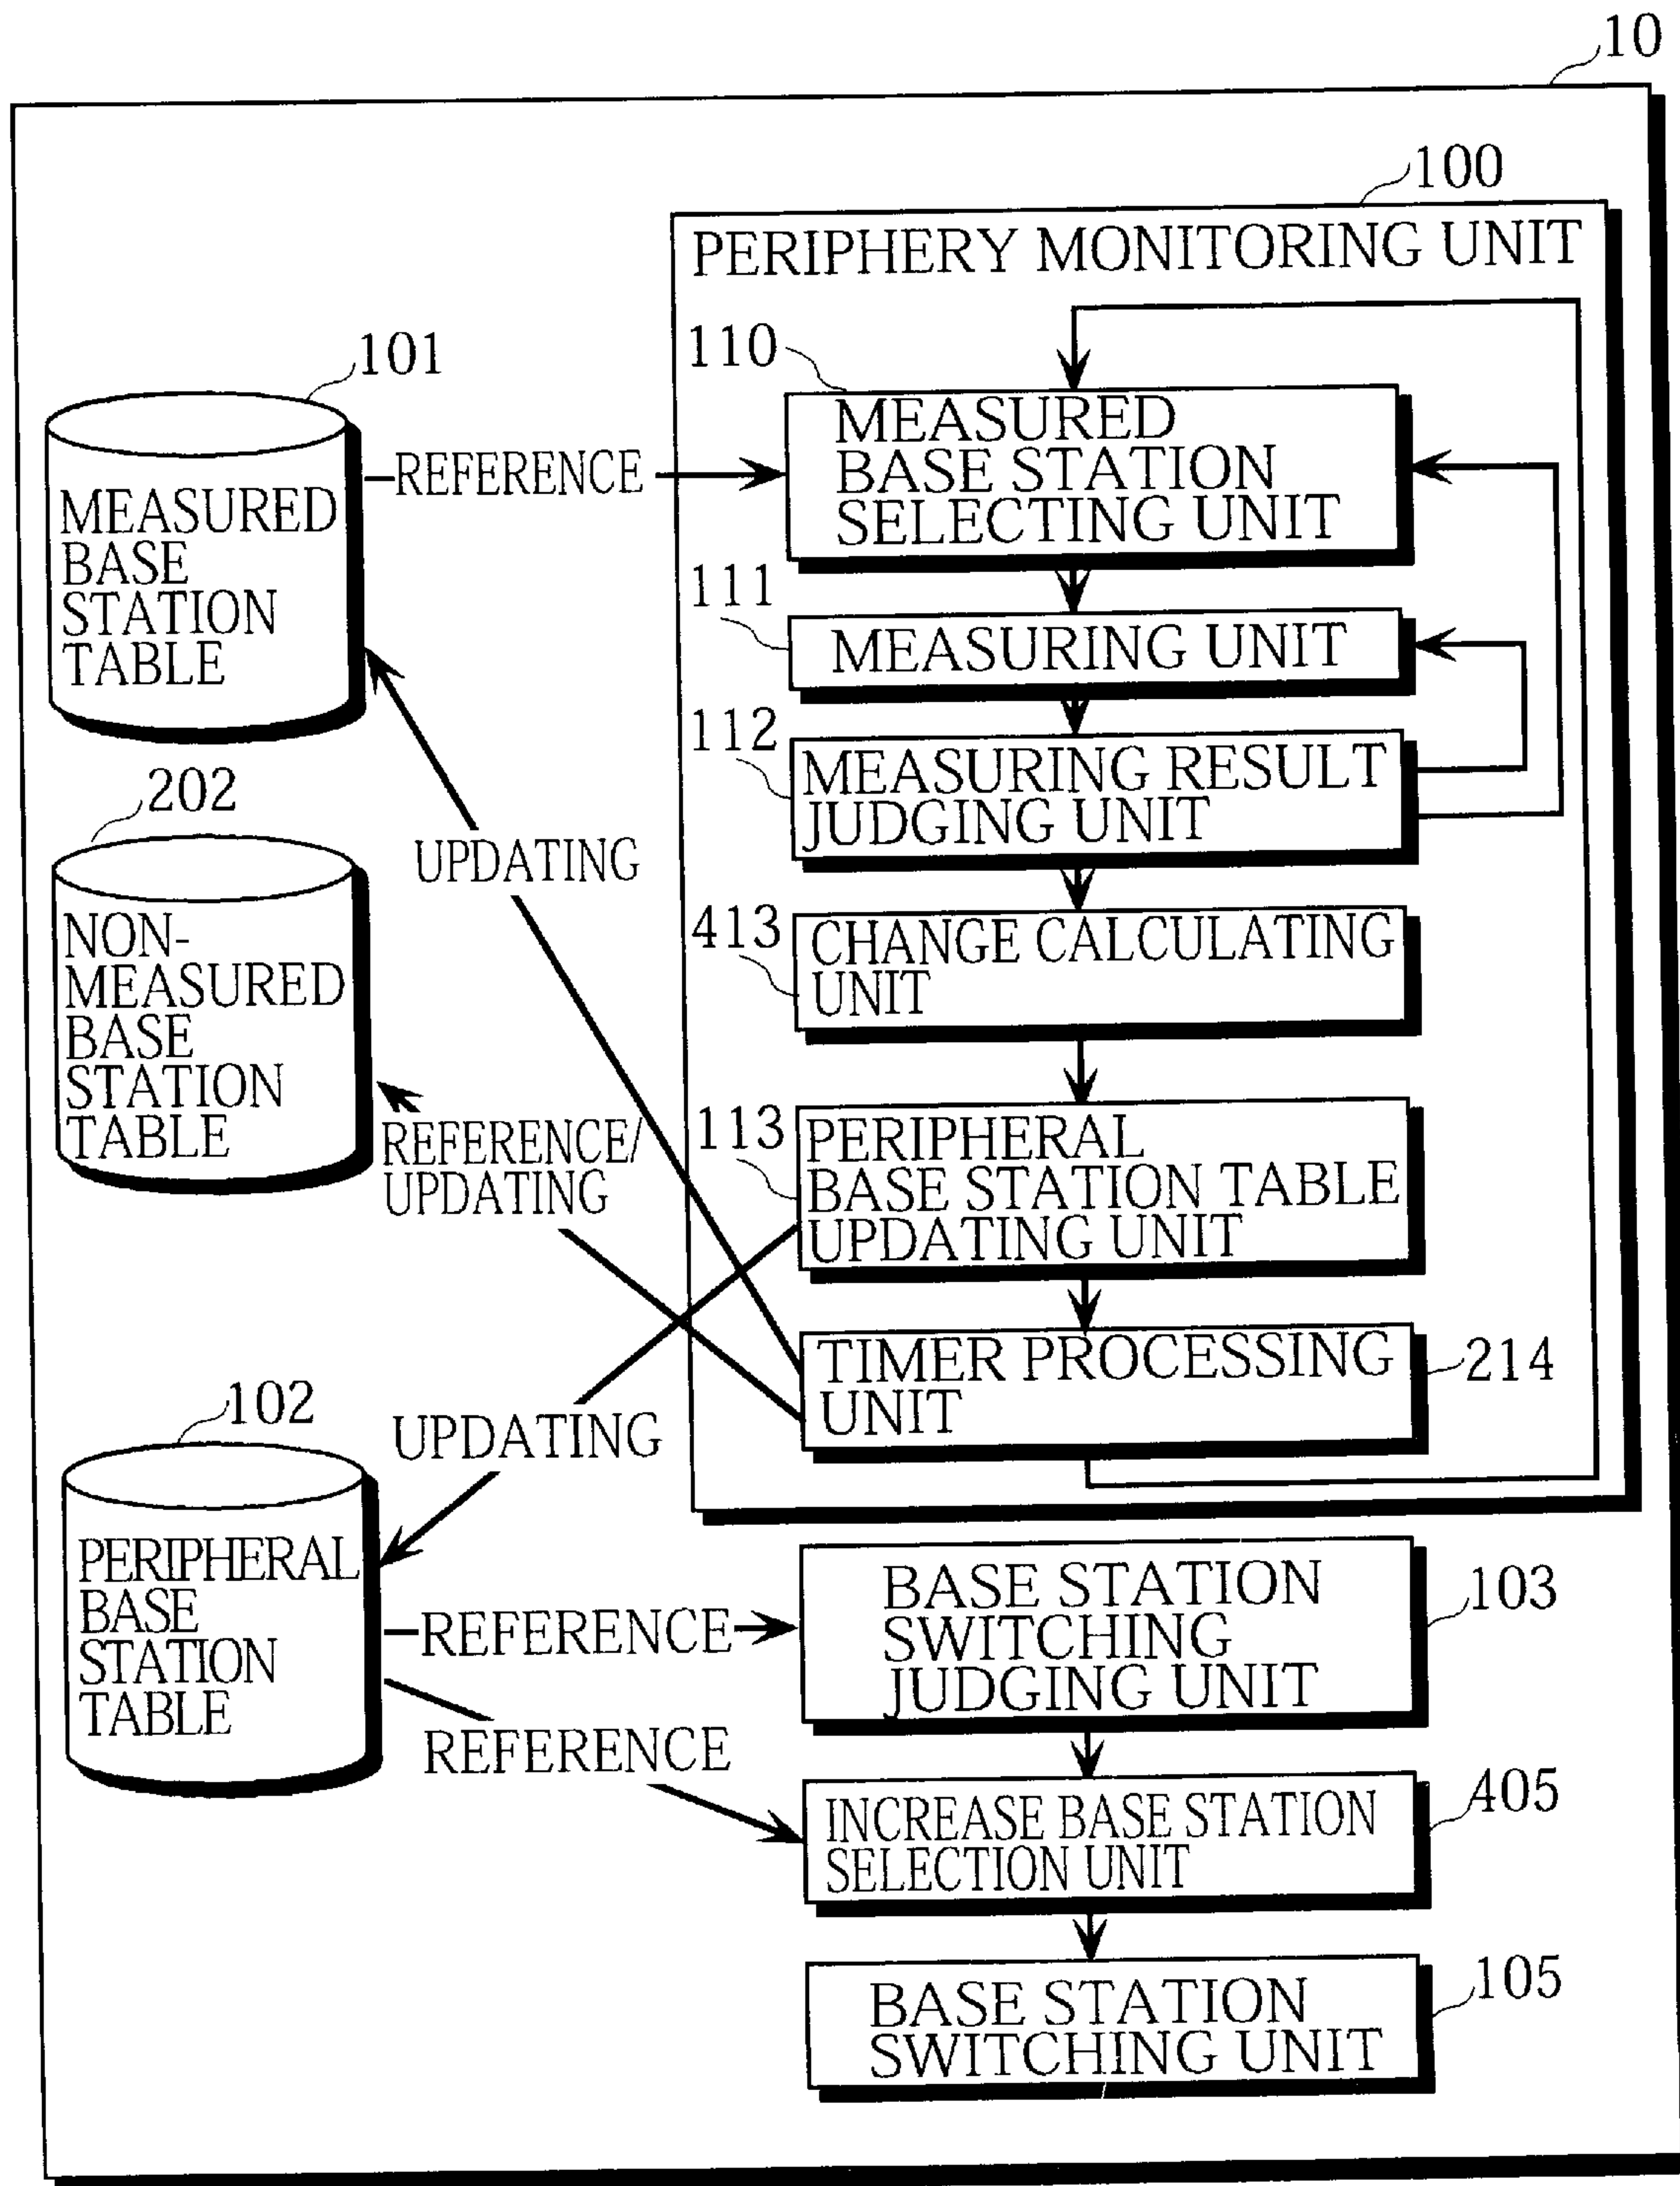 10
100
PERIPHERY MONITORING UNIT
110
101
MEASURED
BASE STATION
SELECTING UNIT
REFERENCE
MEASURED
BASE
STATION
TABLE
111
MEASURING UNIT
112
MEASURING RESULT
JUDGING UNIT
202
UPDATING
NON-
MEASURED
BASE
STATION
TABLE
413
CHANGE CALCULATING
UNIT
REFERENCE/
UPDATING
113
PERIPHERAL
BASE STATION TABLE
UPDATING UNIT
TIMER PROCESSING
UNIT
214
102
UPDATING
PERIPHERAL
BASE
STATION
TABLE
REFERENCE
BASE STATION
SWITCHING
JUDGING UNIT
103
REFERENCE
INCREASE BASE STATION
SELECTION UNIT
405
BASE STATION
SWITCHING UNIT
105